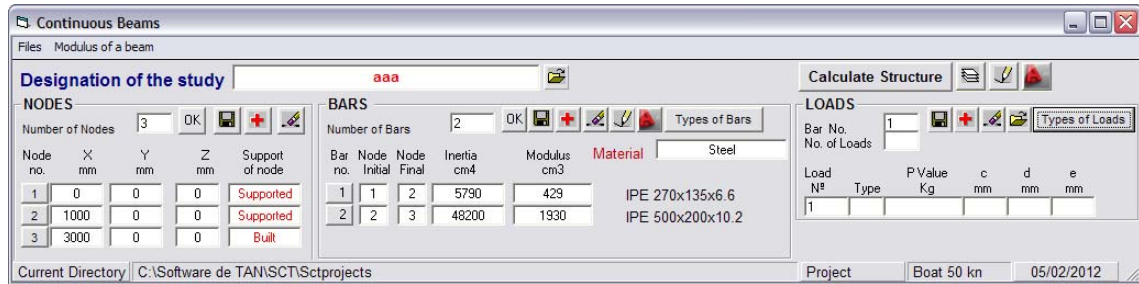 Continuous Beams
Files Modulus of a beam
Designation of the study aaa Calculate Structure
NODES
Number of Nodes 3 OK
Node no. X mm Y mm Z mm Support of node
1 0 0 0 Supported
2 1000 0 0 Supported
3 3000 0 0 Built
BARS
Number of Bars 2 OK Types of Bars
Material Steel
Bar no. Node Initial Node Final Inertia cm4 Modulus cm3
1 1 2 5790 429 IPE 270x135x6.6
2 2 3 48200 1930 IPE 500x200x10.2
LOADS
Bar No. 1 Types of Loads
No. of Loads
Load Nº Type P Value Kg c mm d mm e mm
1
Current Directory C:\Software de TAN\SCT\Sctprojects Project Boat 50 kn 05/02/2012